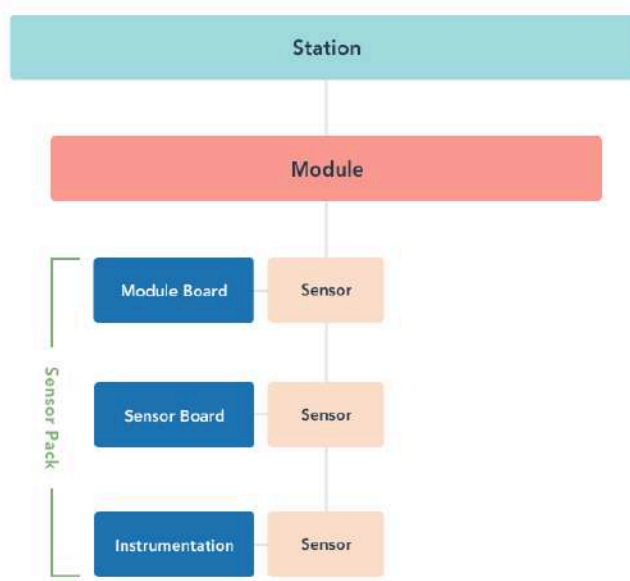 Station
Module
Module Board
Sensor
Sensor Pack
Sensor Board
Sensor
Instrumentation
Sensor